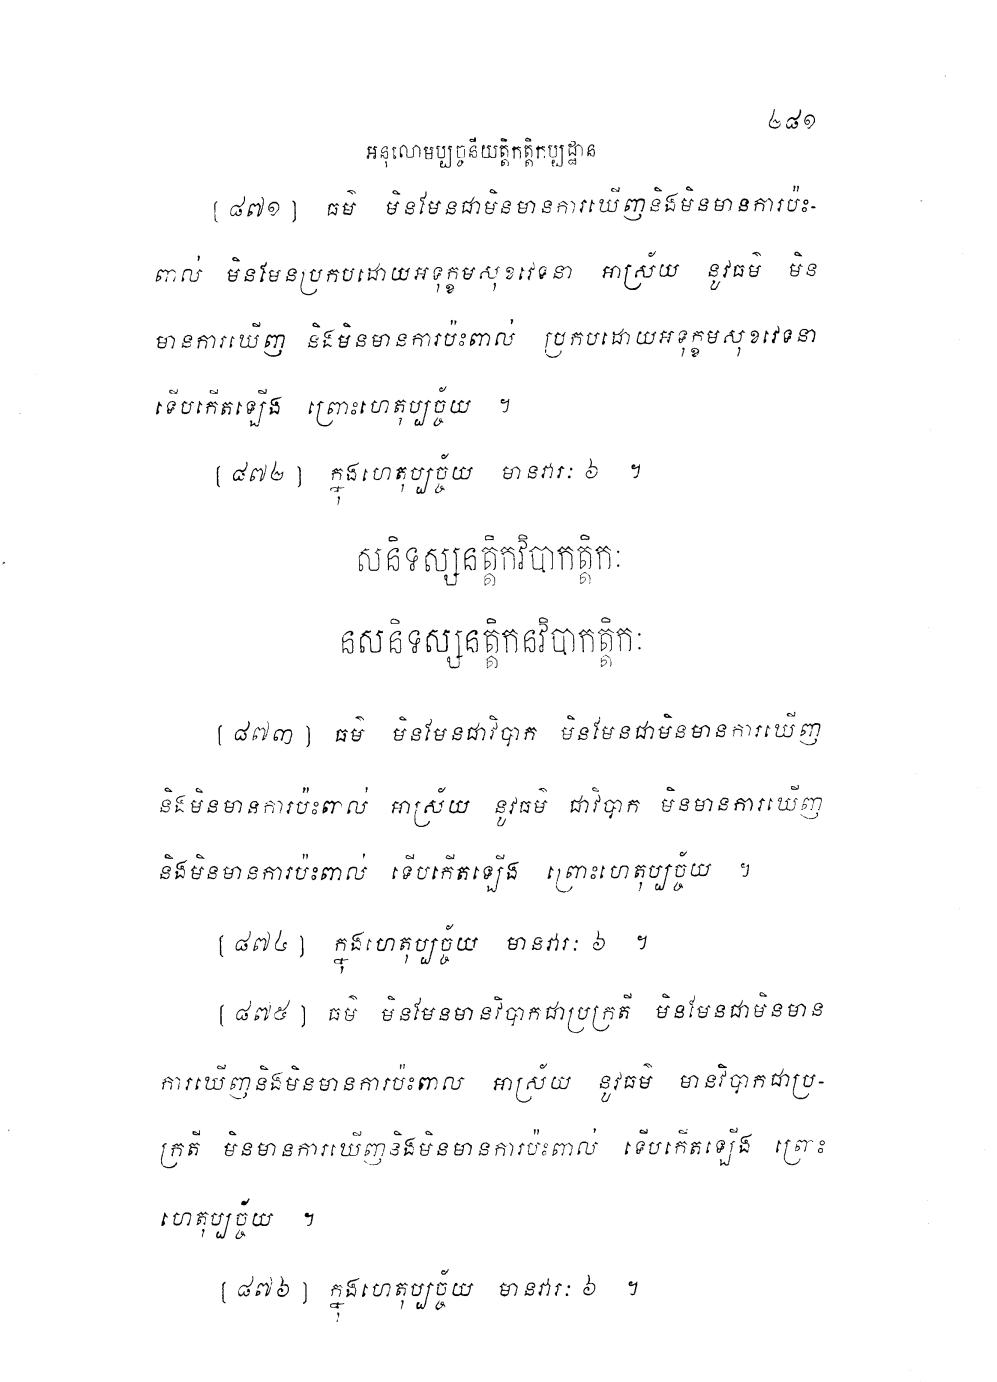 ៤៨១
អនុលោមប្បច្ចនីយត្តិកត្តិកប្បដ្ឋាន
[ ៨៧១ ] ធម៌ មិនមែនជាមិនមានការឃើញនិងមិនមានការប៉ះ-
ពាល់ មិនមែនប្រកបដោយអទុក្ខមសុខវេទនា អាស្រ័យ នូវធម៌ មិន
មានការឃើញ និងមិនមានការប៉ះពាល់ ប្រកបដោយអទុក្ខមសុខវេទនា
ទើបកើតឡើង ព្រោះហេតុប្បច្ច័យ ។
[ ៨៧២ ] ក្នុងហេតុប្បច្ច័យ មានវារៈ ៦ ។
សនិទស្សនត្តិកវិបាកត្តិកៈ
នសនិទស្សនត្តិកនវិបាកត្តិកៈ
[ ៨៧៣ ] ធម៌ មិនមែនជាវិបាក មិនមែនជាមិនមានការឃើញ
និងមិនមានការប៉ះពាល់ អាស្រ័យ នូវធម៌ ជាវិបាក មិនមានការឃើញ
និងមិនមានការប៉ះពាល់ ទើបកើតឡើង ព្រោះហេតុប្បច្ច័យ ។
[ ៨៧៤ ] ក្នុងហេតុប្បច្ច័យ មានវារៈ ៦ ។
[ ៨៧៥ ] ធម៌ មិនមែនមានវិបាកជាប្រក្រតី មិនមែនជាមិនមាន
ការឃើញនិងមិនមានការប៉ះពាល អាស្រ័យ នូវធម៌ មានវិបាកជាប្រ-
ក្រតី មិនមានការឃើញនិងមិនមានការប៉ះពាល់ ទើបកើតឡើង ព្រោះ
ហេតុប្បច្ច័យ ។
[ ៨៧៦ ] ក្នុងហេតុប្បច្ច័យ មានវារៈ ៦ ។